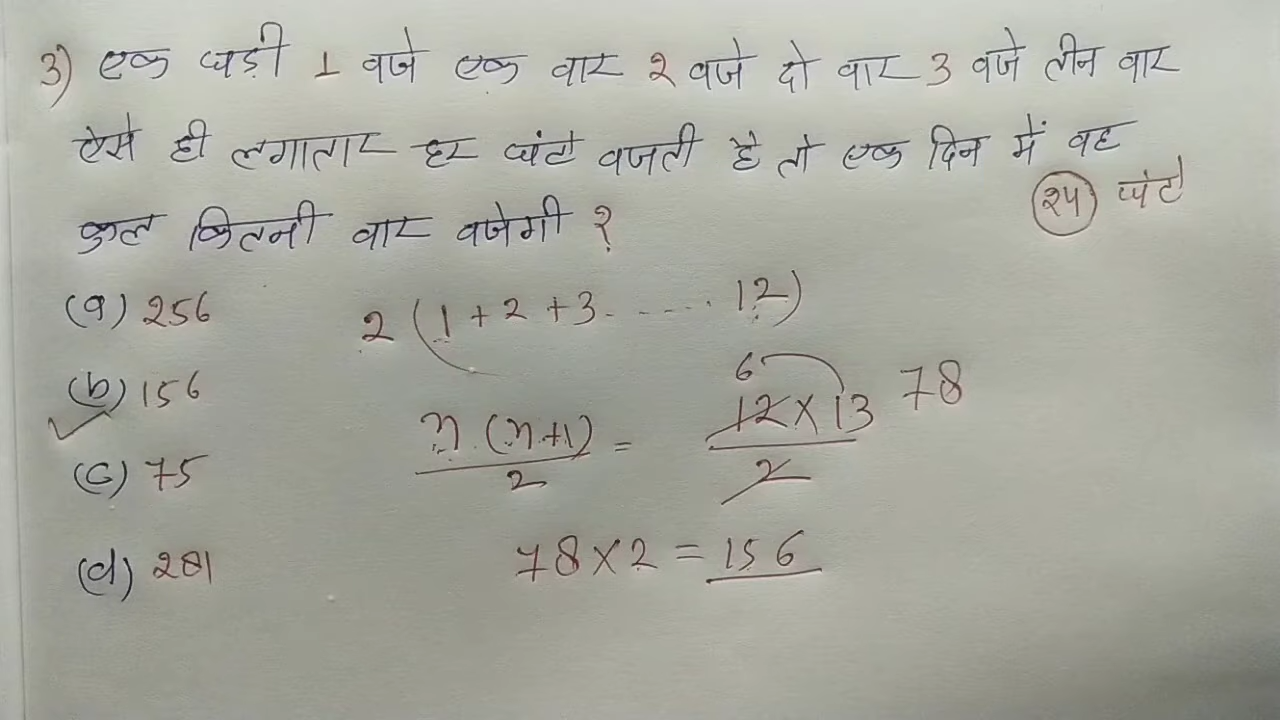 3) एक घड़ी 1 बजे एक बार 2 बजे दो बार 3 बजे तीन बार
ऐसे ही लगातार हर घंटे बजती है तो एक दिन में वह
कुल कितनी बार बजेगी ?
२४ घंटे
(a) 256
2 (1 + 2 + 3 - - - - - 12)
(b) 156
n (n+1) / 2 = 12 × 13 / 2 6 78
(c) 75
(d) 281
78 × 2 = 156